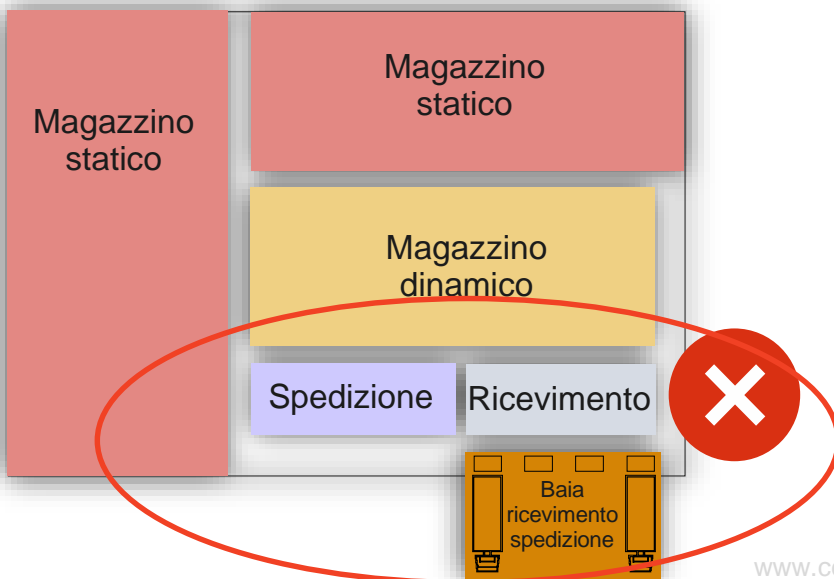 Magazzino
statico
Magazzino
statico
Magazzino
dinamico
Spedizione
Ricevimento
Baia
ricevimento
spedizione